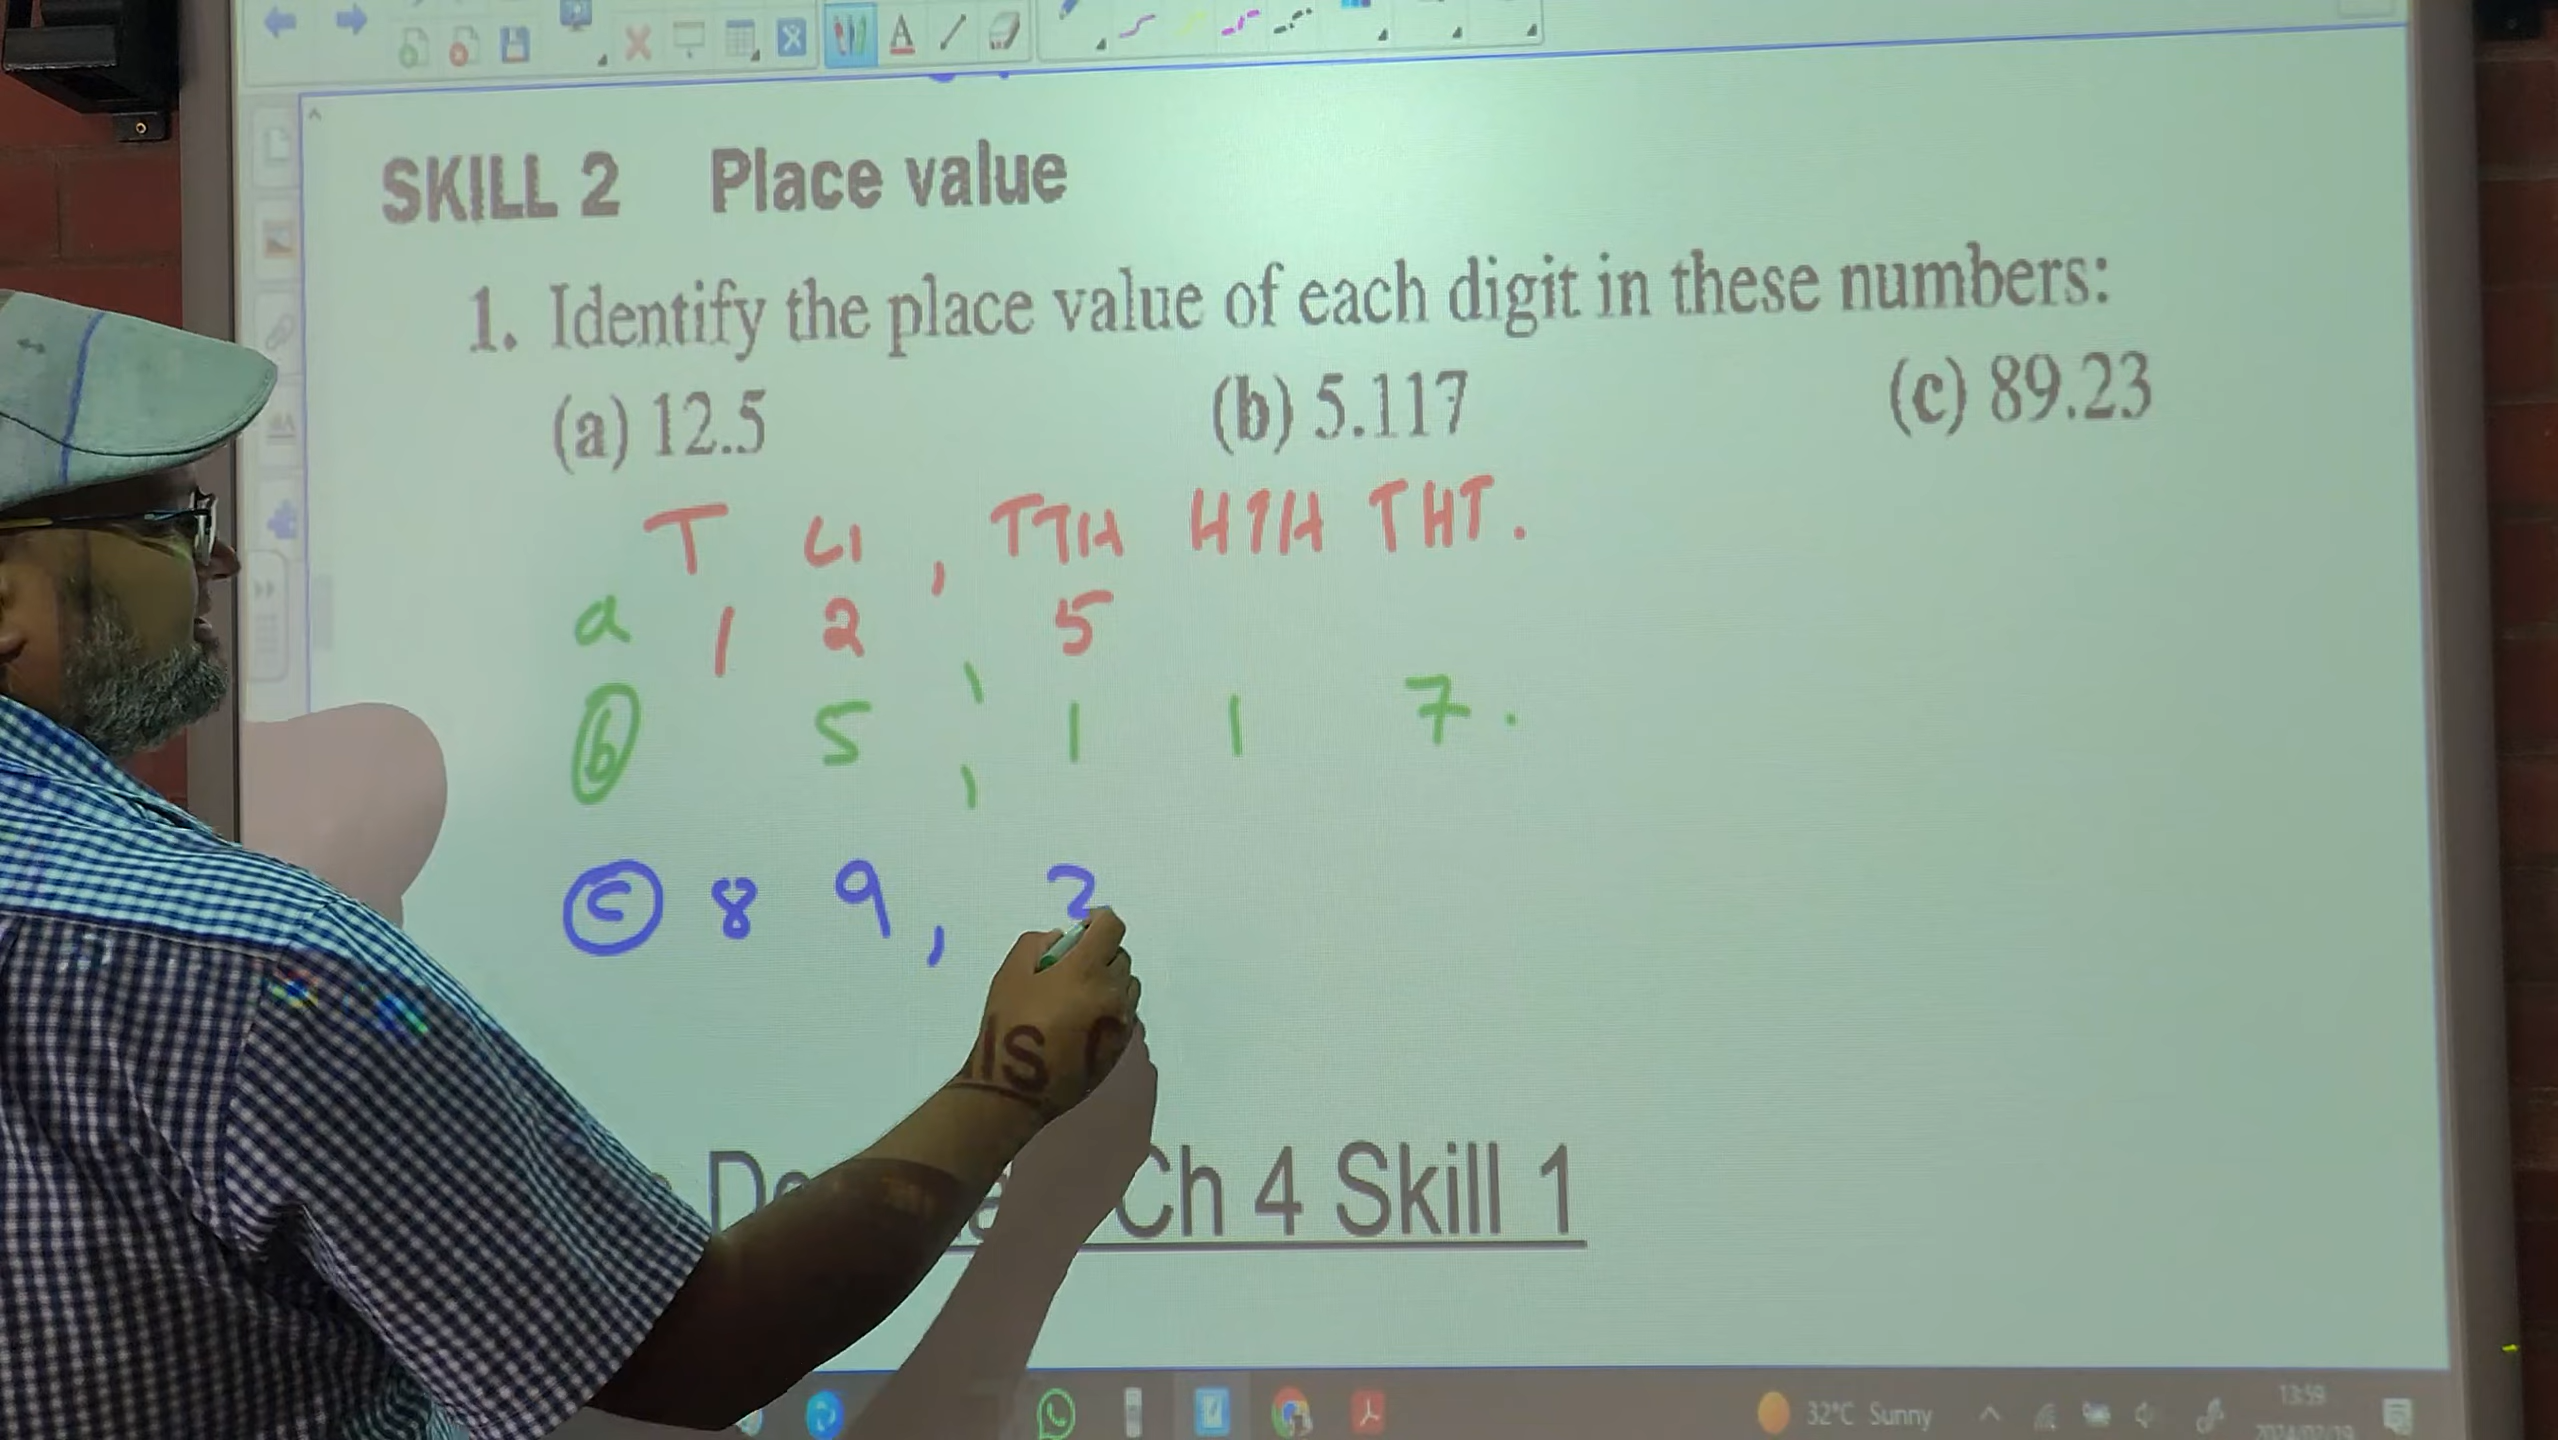 SKILL 2 Place value
1. Identify the place value of each digit in these numbers:
(a) 12.5 (b) 5.117 (c) 89.23
T U , TTH HTH THT.
a 1 2 5
b 5 , 1 1 7.
c 8 9 , 2
Ch 4 Skill 1
32°C Sunny
13:59